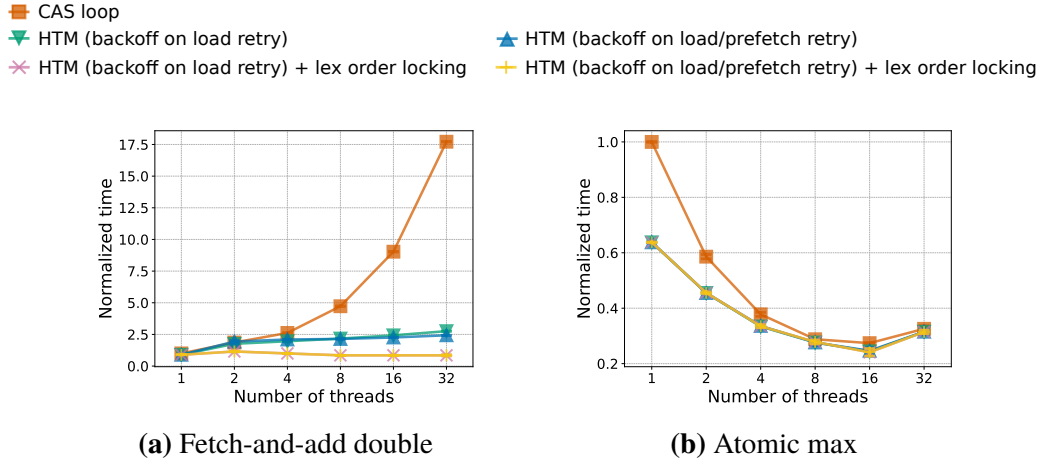 CAS loop
HTM (backoff on load retry)
HTM (backoff on load/prefetch retry)
HTM (backoff on load retry) + lex order locking
HTM (backoff on load/prefetch retry) + lex order locking
Normalized time
17.5
15.0
12.5
10.0
7.5
5.0
2.5
0.0
1 2 4 8 16 32
Number of threads
(a) Fetch-and-add double
Normalized time
1.0
0.8
0.6
0.4
0.2
1 2 4 8 16 32
Number of threads
(b) Atomic max